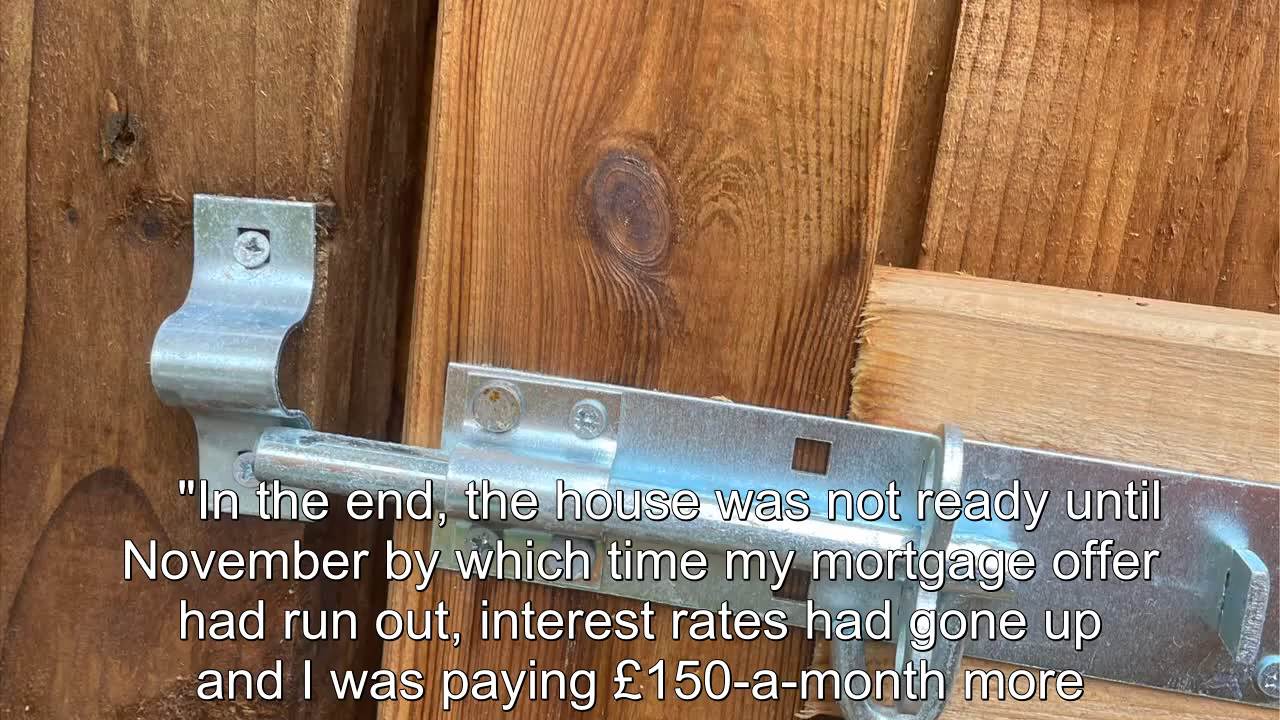 "In the end, the house was not ready until
November by which time my mortgage offer
had run out, interest rates had gone up
and I was paying £150-a-month more